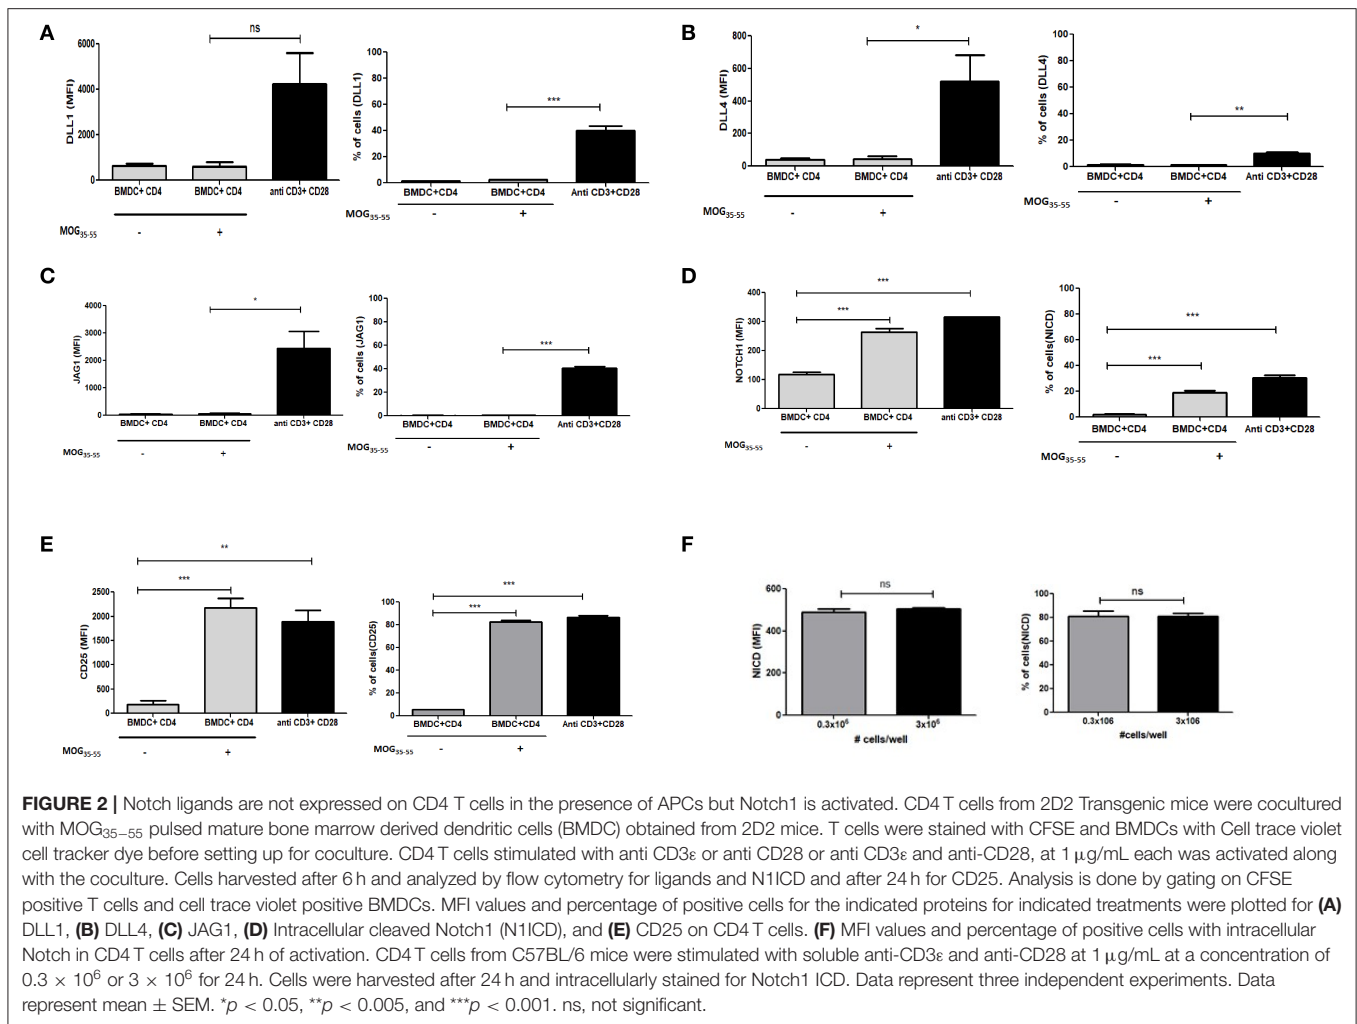 A
ns
DLL1 (MFI)
6000
4000
2000
0
BMDC+ CD4
BMDC+ CD4
anti CD3+ CD28
MOG35-55
-
+
% of cells (DLL1)
100
80
60
40
20
0
***
BMDC+CD4
BMDC+CD4
Anti CD3+CD28
MOG35-55
-
+
B
*
DLL4 (MFI)
800
600
400
200
0
BMDC+ CD4
BMDC+ CD4
anti CD3+ CD28
MOG35-55
-
+
% of cells (DLL4)
100
80
60
40
20
0
**
BMDC+CD4
BMDC+CD4
Anti CD3+CD28
MOG35-55
-
+
C
*
JAG1 (MFI)
4000
3000
2000
1000
0
BMDC+ CD4
BMDC+ CD4
anti CD3+ CD28
MOG35-55
-
+
% of cells (JAG1)
100
80
60
40
20
0
***
BMDC+CD4
BMDC+CD4
Anti CD3+CD28
MOG35-55
-
+
D
***
***
NOTCH1 (MFI)
400
300
200
100
0
BMDC+ CD4
BMDC+ CD4
anti CD3+ CD28
MOG35-55
-
+
% of cells(NICD)
100
80
60
40
20
0
***
***
BMDC+CD4
BMDC+CD4
Anti CD3+CD28
MOG35-55
-
+
E
**
***
CD25 (MFI)
2500
2000
1500
1000
500
0
BMDC+ CD4
BMDC+ CD4
anti CD3+ CD28
MOG35-55
-
+
% of cells(CD25)
100
80
60
40
20
0
***
***
BMDC+CD4
BMDC+CD4
Anti CD3+CD28
MOG35-55
-
+
F
ns
NICD (MFI)
600
400
200
0
0.3x10⁶
3x10⁶
# cells/well
ns
% of cells(NICD)
100
80
60
40
20
0
0.3x106
3x106
#cells/well
FIGURE 2 | Notch ligands are not expressed on CD4 T cells in the presence of APCs but Notch1 is activated. CD4 T cells from 2D2 Transgenic mice were cocultured
with MOG35−55 pulsed mature bone marrow derived dendritic cells (BMDC) obtained from 2D2 mice. T cells were stained with CFSE and BMDCs with Cell trace violet
cell tracker dye before setting up for coculture. CD4 T cells stimulated with anti CD3ε or anti CD28 or anti CD3ε and anti-CD28, at 1 μg/mL each was activated along
with the coculture. Cells harvested after 6 h and analyzed by flow cytometry for ligands and N1ICD and after 24 h for CD25. Analysis is done by gating on CFSE
positive T cells and cell trace violet positive BMDCs. MFI values and percentage of positive cells for the indicated proteins for indicated treatments were plotted for (A)
DLL1, (B) DLL4, (C) JAG1, (D) Intracellular cleaved Notch1 (N1ICD), and (E) CD25 on CD4 T cells. (F) MFI values and percentage of positive cells with intracellular
Notch in CD4 T cells after 24 h of activation. CD4 T cells from C57BL/6 mice were stimulated with soluble anti-CD3ε and anti-CD28 at 1 μg/mL at a concentration of
0.3 × 10⁶ or 3 × 10⁶ for 24 h. Cells were harvested after 24 h and intracellularly stained for Notch1 ICD. Data represent three independent experiments. Data
represent mean ± SEM. *p < 0.05, **p < 0.005, and ***p < 0.001. ns, not significant.